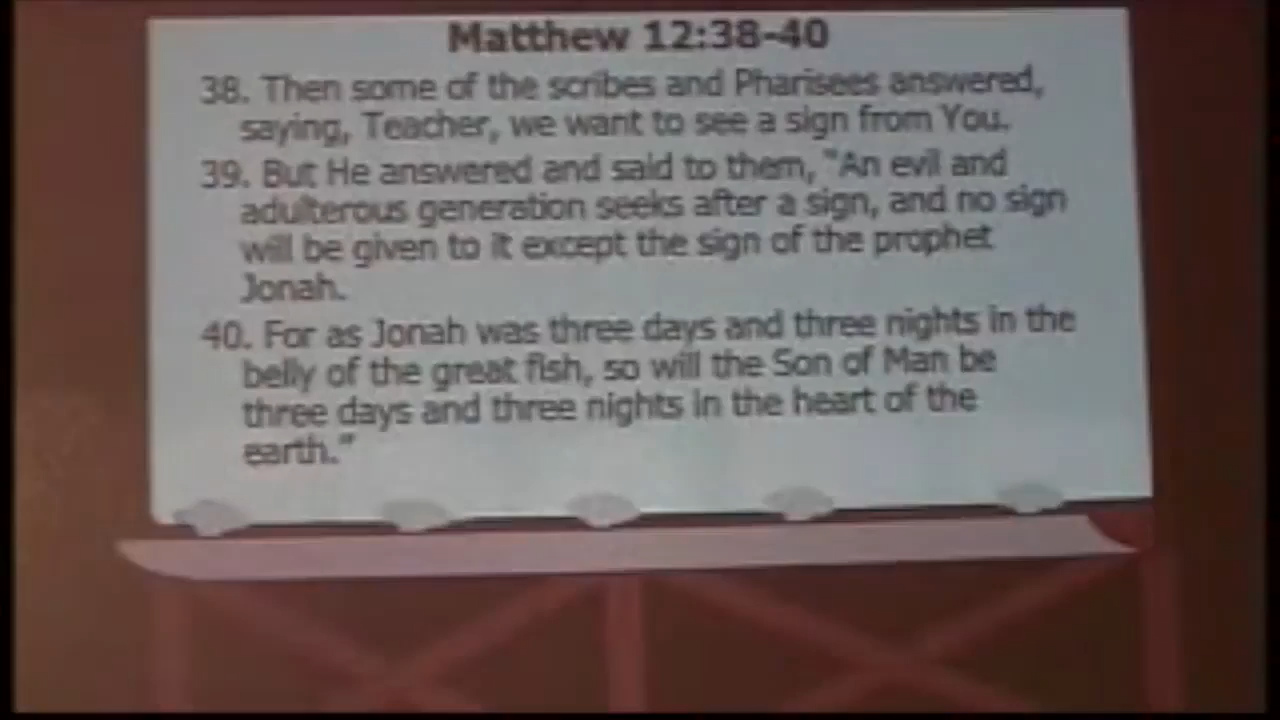 Matthew 12:38-40
38. Then some of the scribes and Pharisees answered,
saying, Teacher, we want to see a sign from You.
39. But He answered and said to them, "An evil and
adulterous generation seeks after a sign, and no sign
will be given to it except the sign of the prophet
Jonah.
40. For as Jonah was three days and three nights in the
belly of the great fish, so will the Son of Man be
three days and three nights in the heart of the
earth."